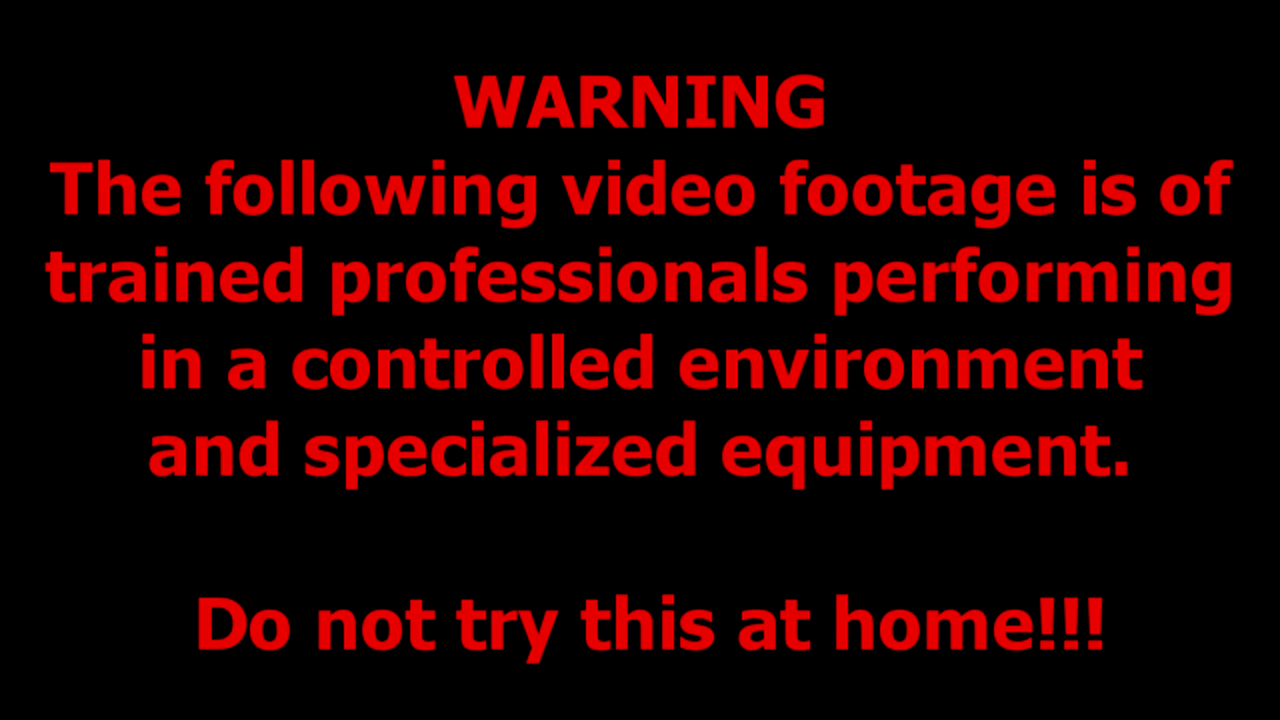 WARNING
The following video footage is of
trained professionals performing
in a controlled environment
and specialized equipment.
Do not try this at home!!!